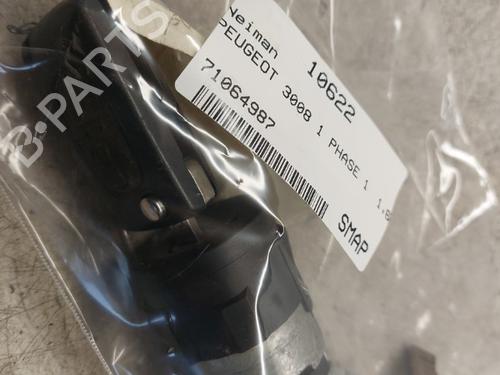 Neiman
10622
PEUGEOT 3008 1 PHASE 1
71064987
SMAP
B-PARTS